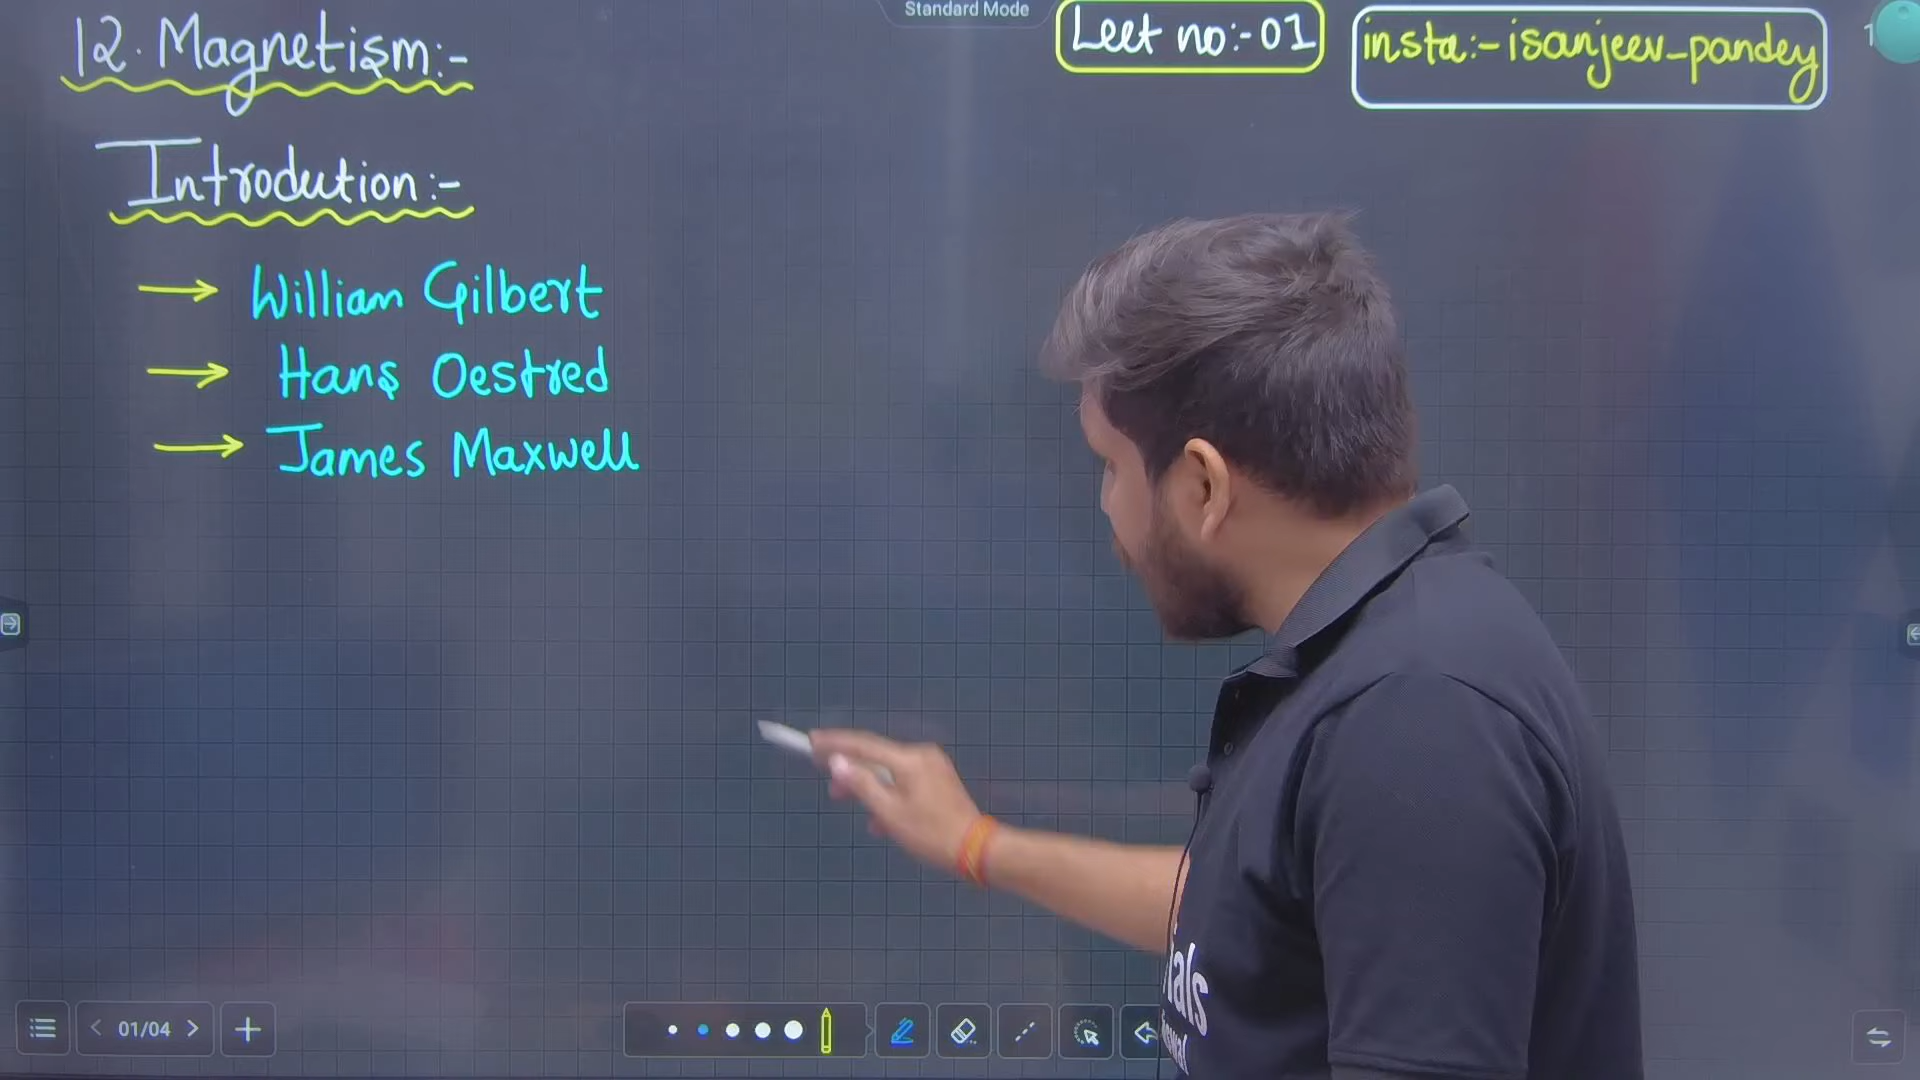 Standard Mode
12. Magnetism:-
Lect no:-01
insta:-isanjeev_pandey
Introdution:-
→ William Gilbert
→ Hans Oestred
→ James Maxwell
01/04